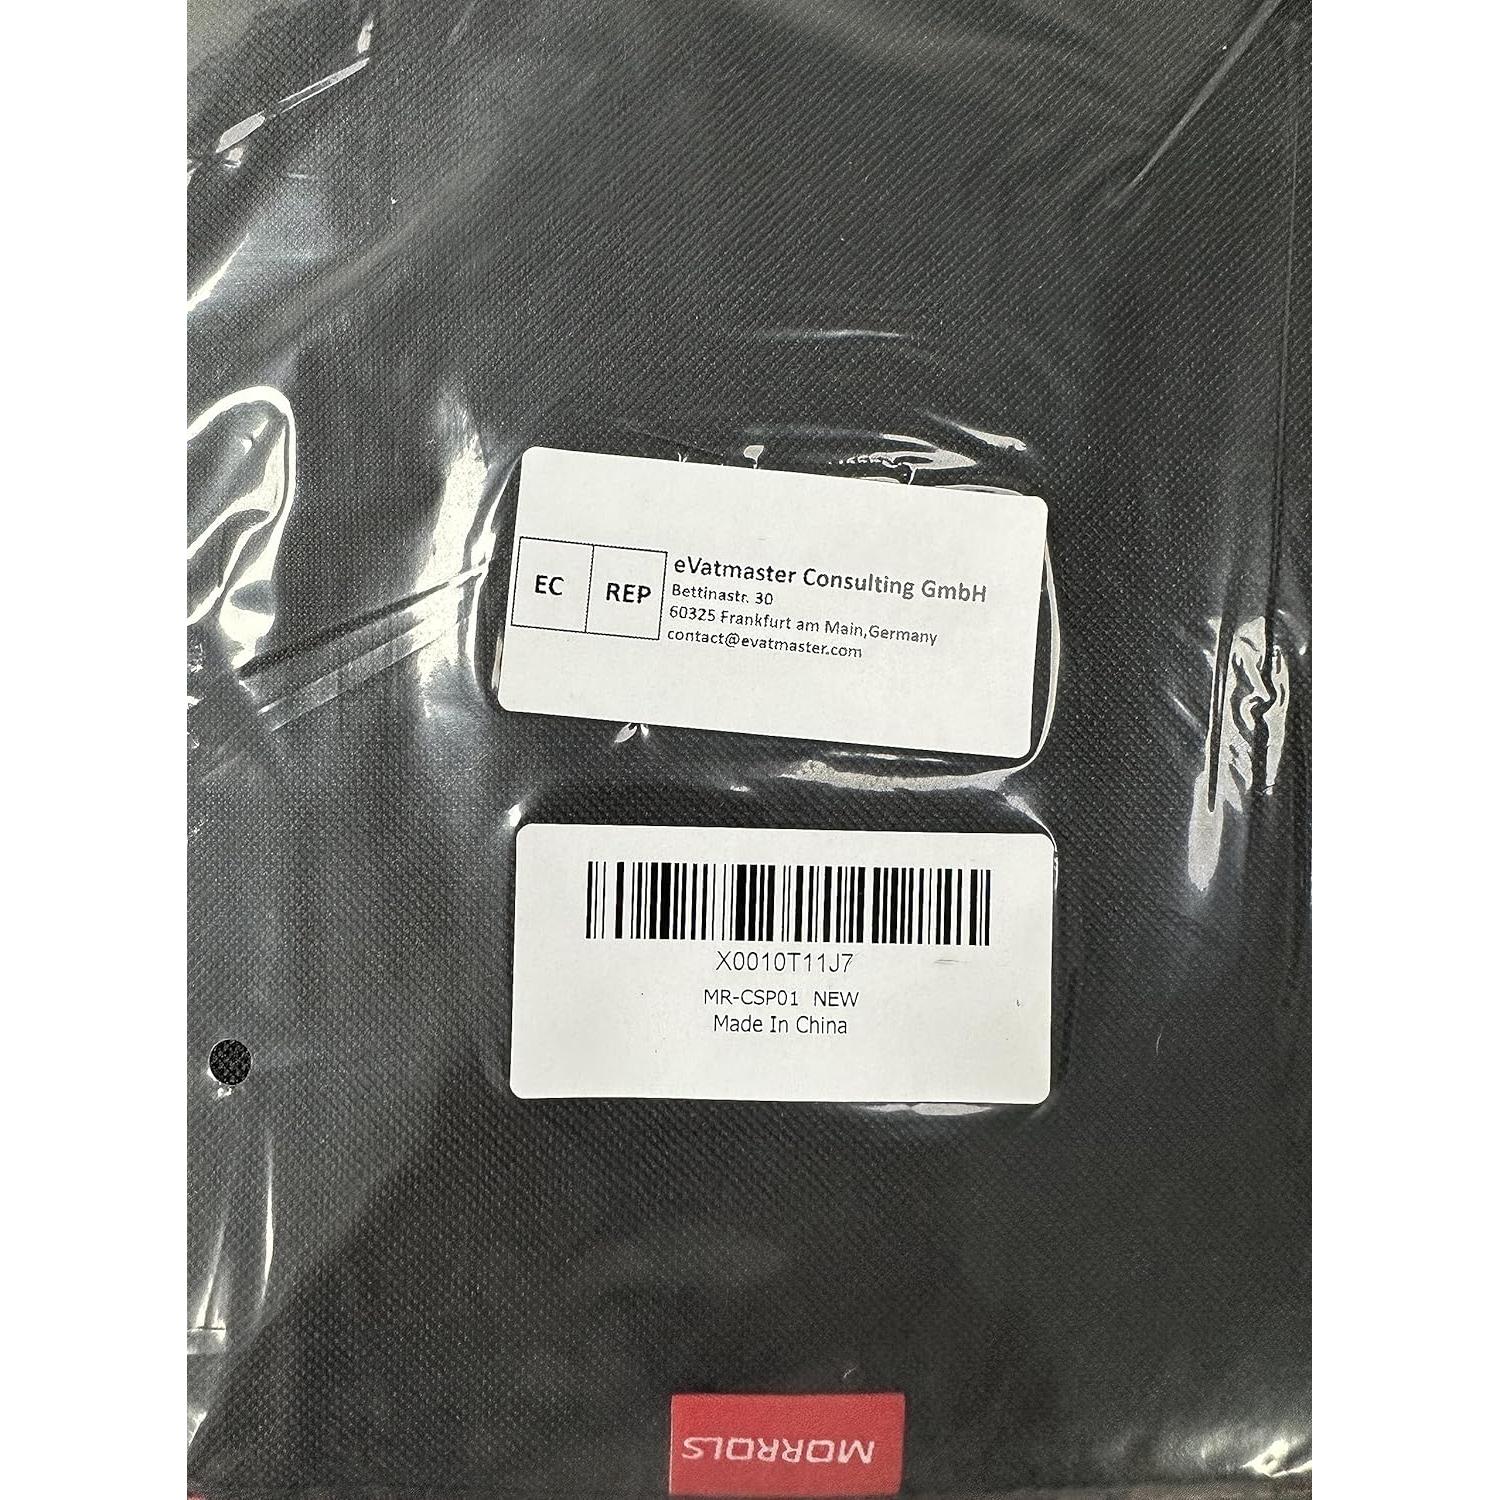 EC REP
eVatmaster Consulting GmbH
Bettinastr. 30
60325 Frankfurt am Main,Germany
contact@evatmaster.com
X0010T11J7
MR-CSP01 NEW
Made In China
MORROLS